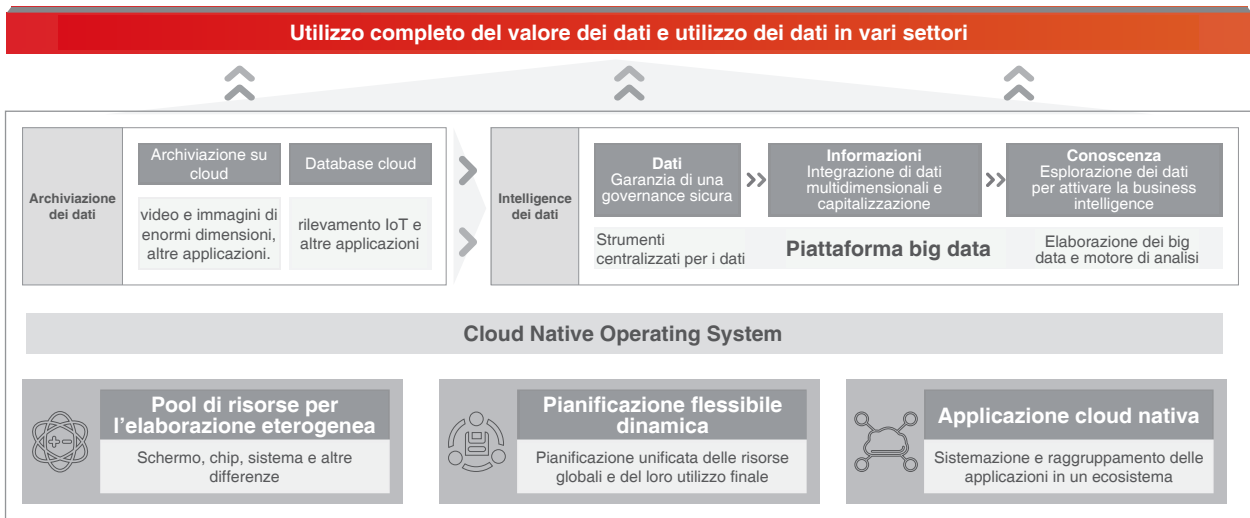 Utilizzo completo del valore dei dati e utilizzo dei dati in vari settori
Archiviazione
dei dati
Archiviazione su
cloud
video e immagini di
enormi dimensioni,
altre applicazioni.
Database cloud
rilevamento IoT e
altre applicazioni
Intelligence
dei dati
Dati
Garanzia di una
governance sicura
Informazioni
Integrazione di dati
multidimensionali e
capitalizzazione
Conoscenza
Esplorazione dei dati
per attivare la business
intelligence
Strumenti
centralizzati per i dati
Piattaforma big data
Elaborazione dei big
data e motore di analisi
Cloud Native Operating System
Pool di risorse per
l'elaborazione eterogenea
Schermo, chip, sistema e altre
differenze
Pianificazione flessibile
dinamica
Pianificazione unificata delle risorse
globali e del loro utilizzo finale
Applicazione cloud nativa
Sistemazione e raggruppamento delle
applicazioni in un ecosistema